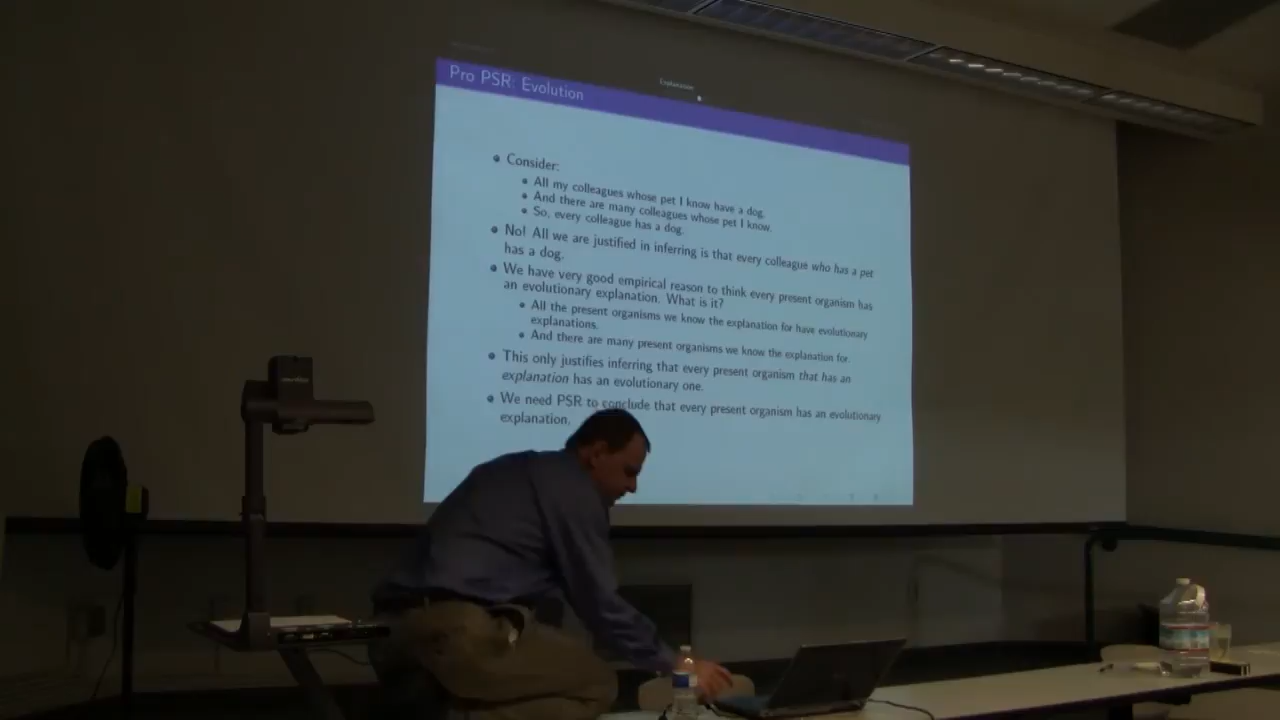 Explanation
Pro PSR: Evolution
Consider:
All my colleagues whose pet I know have a dog.
And there are many colleagues whose pet I know.
So, every colleague has a dog.
No! All we are justified in inferring is that every colleague who has a pet
has a dog.
We have very good empirical reason to think every present organism has
an evolutionary explanation. What is it?
All the present organisms we know the explanation for have evolutionary
explanations.
And there are many present organisms we know the explanation for.
This only justifies inferring that every present organism that has an
explanation has an evolutionary one.
We need PSR to conclude that every present organism has an evolutionary
explanation.